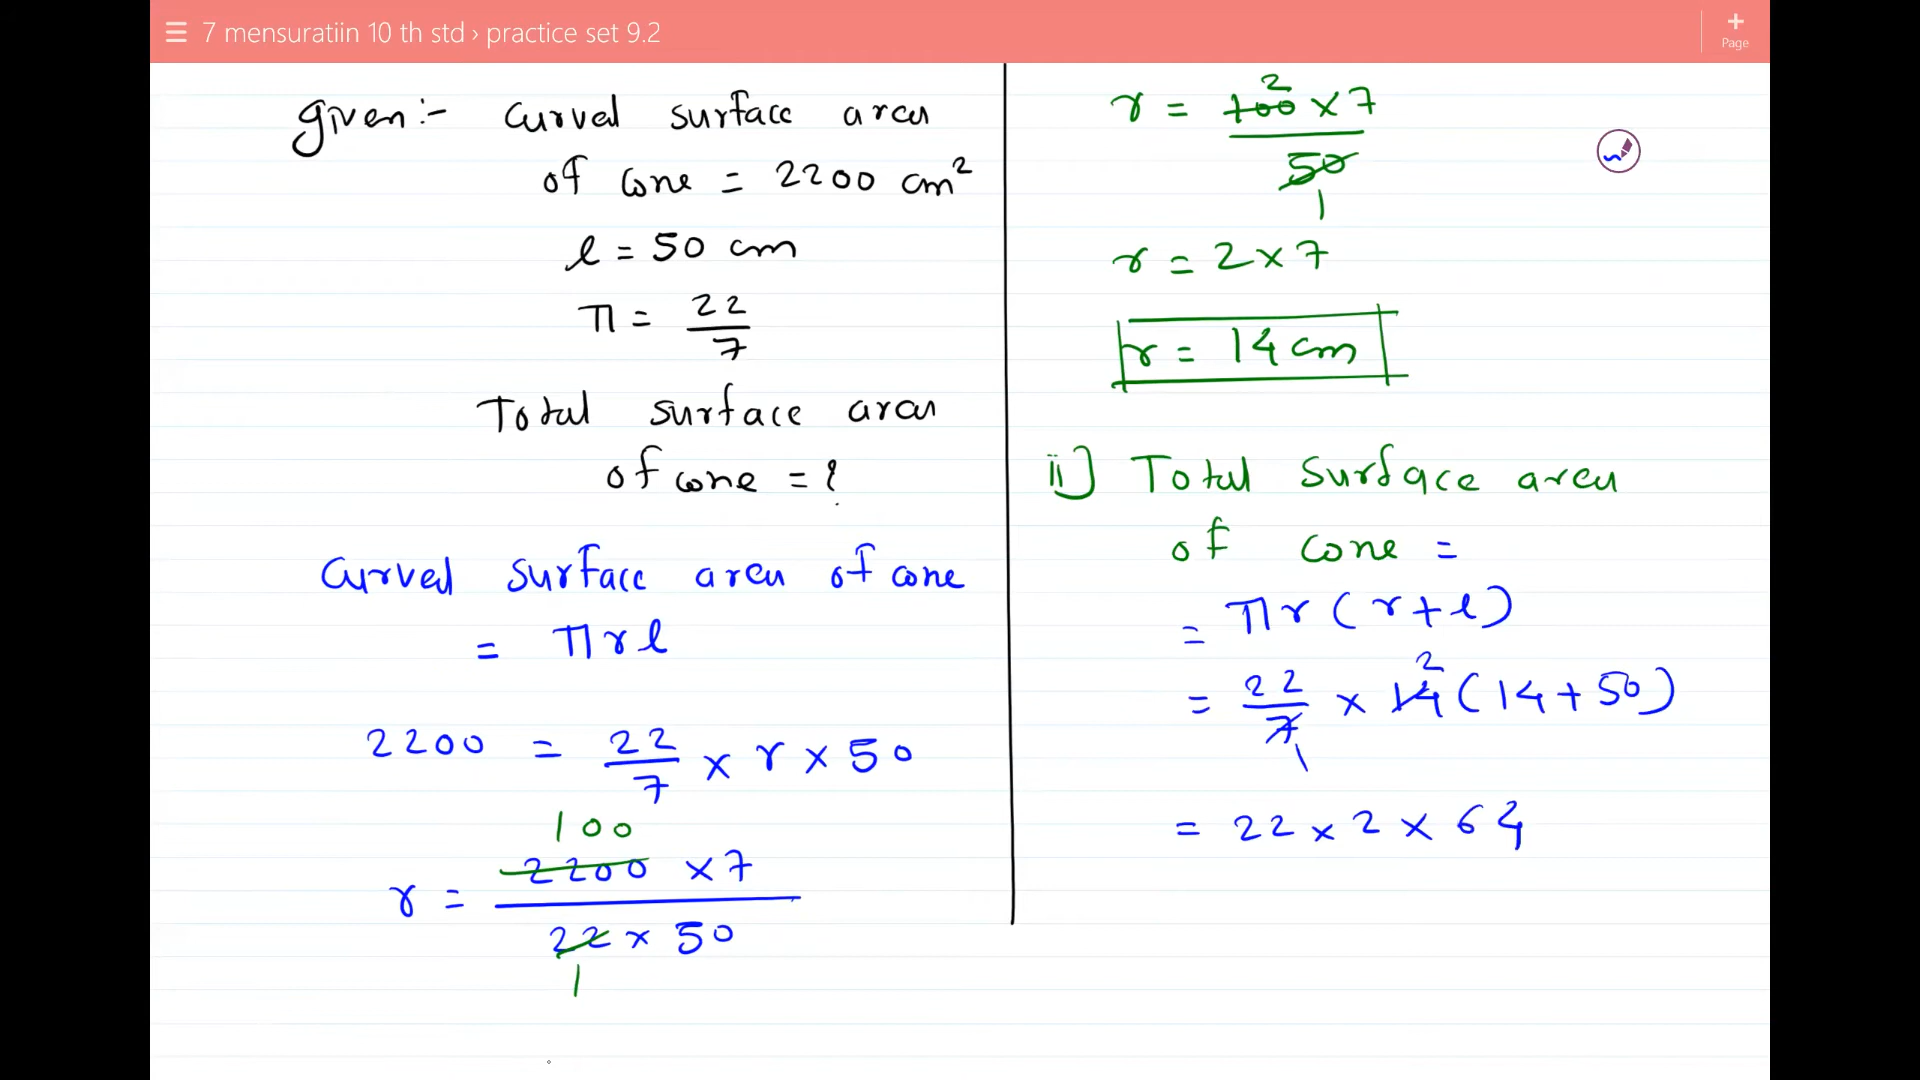 ☰ 7 mensuratiin 10 th std › practice set 9.2
+
Page
given:- Curved surface area
of cone = 2200 cm²
l = 50 cm
π = 22/7
Total surface area
of cone = ?
Curved surface area of cone
= πrl
2200 = 22/7 × r × 50
100
r = 2200 × 7 / 22 × 50
1
2
r = 100 × 7 / 50
1
r = 2 × 7
r = 14 cm
ii] Total surface area
of cone =
= πr (r + l)
2
= 22/7 × 14 (14 + 50)
1
= 22 × 2 × 64